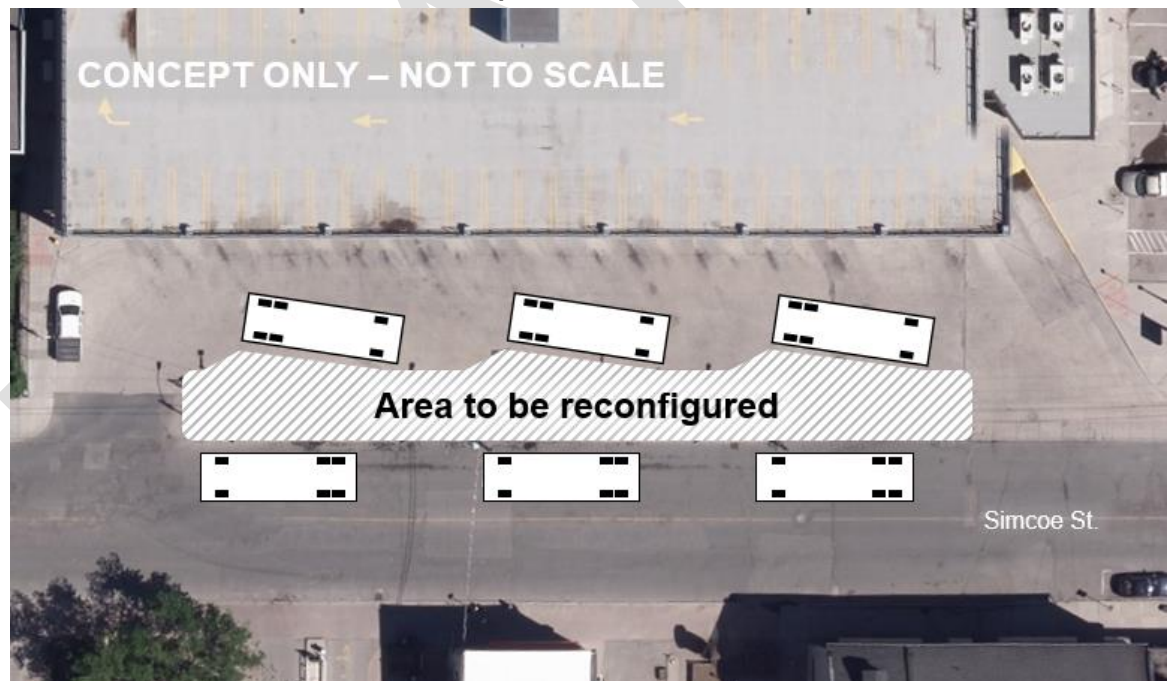 CONCEPT ONLY – NOT TO SCALE
Area to be reconfigured
Simcoe St.